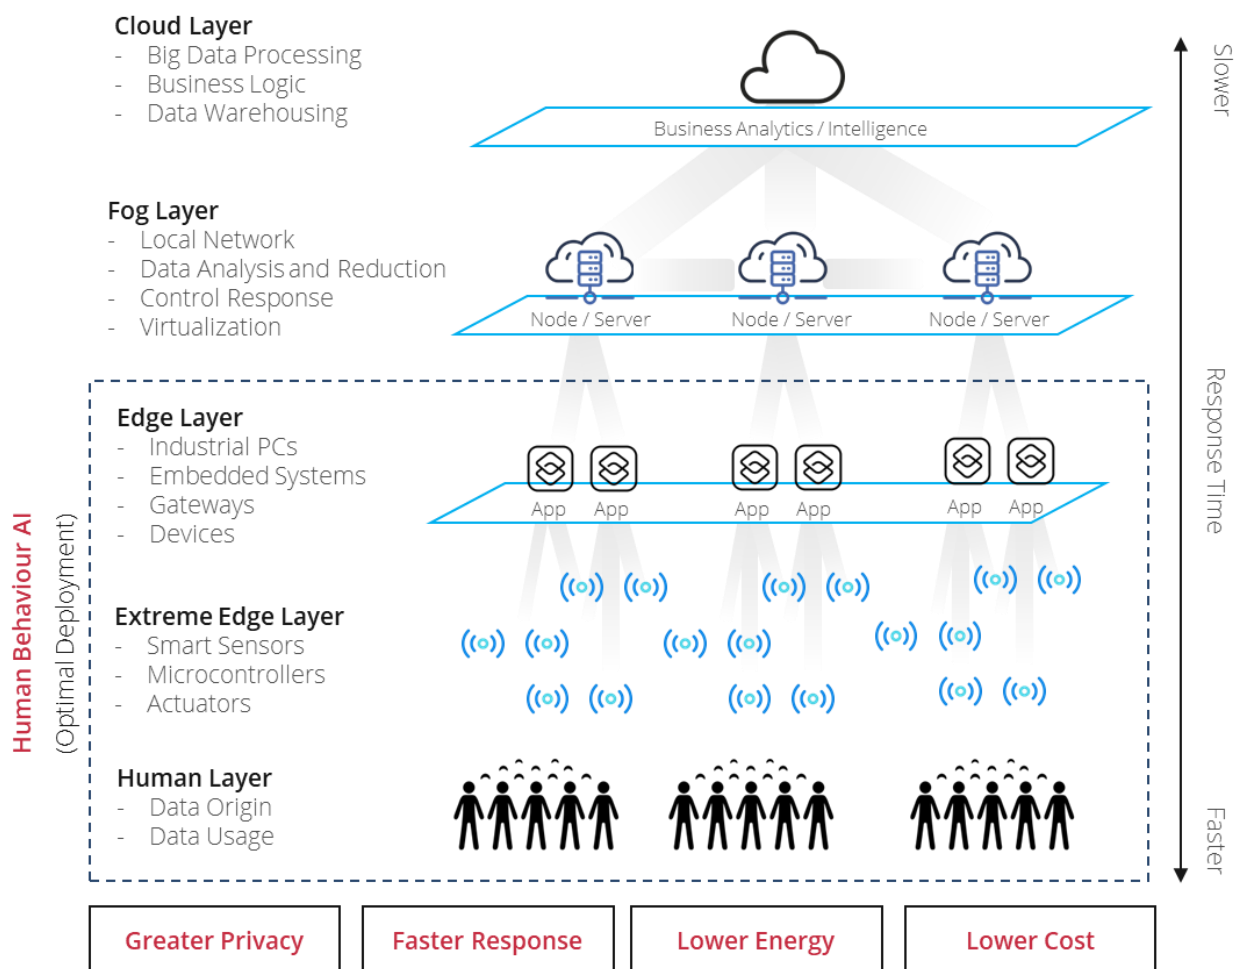 Cloud Layer
- Big Data Processing
- Business Logic
- Data Warehousing
Business Analytics / Intelligence
Fog Layer
- Local Network
- Data Analysis and Reduction
- Control Response
- Virtualization
Node / Server
Node / Server
Node / Server
Edge Layer
- Industrial PCs
- Embedded Systems
- Gateways
- Devices
App
App
App
App
App
App
Extreme Edge Layer
- Smart Sensors
- Microcontrollers
- Actuators
Human Layer
- Data Origin
- Data Usage
Human Behaviour AI
(Optimal Deployment)
Slower
Response Time
Faster
Greater Privacy
Faster Response
Lower Energy
Lower Cost